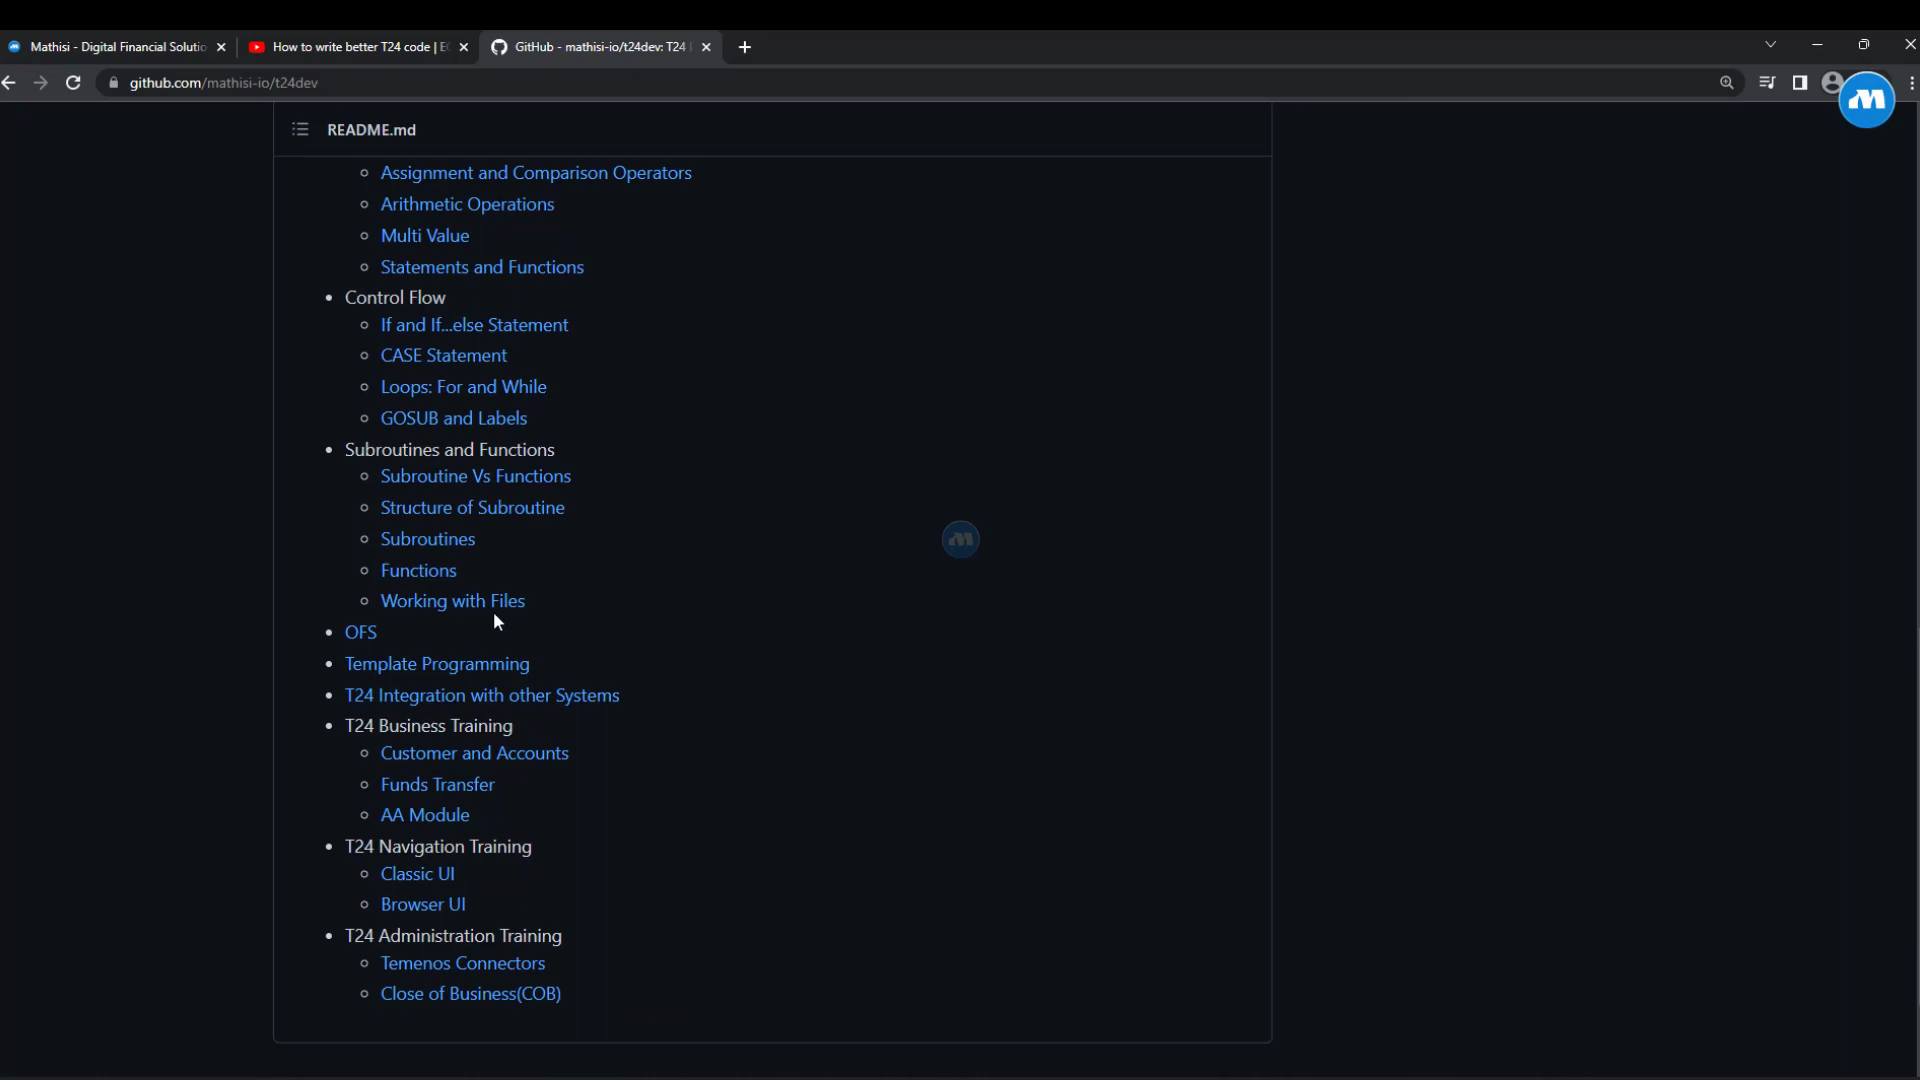 Mathisi - Digital Financial Solutio
How to write better T24 code | E
GitHub - mathisi-io/t24dev: T24
github.com/mathisi-io/t24dev
README.md
Assignment and Comparison Operators
Arithmetic Operations
Multi Value
Statements and Functions
Control Flow
If and If...else Statement
CASE Statement
Loops: For and While
GOSUB and Labels
Subroutines and Functions
Subroutine Vs Functions
Structure of Subroutine
Subroutines
Functions
Working with Files
OFS
Template Programming
T24 Integration with other Systems
T24 Business Training
Customer and Accounts
Funds Transfer
AA Module
T24 Navigation Training
Classic UI
Browser UI
T24 Administration Training
Temenos Connectors
Close of Business(COB)